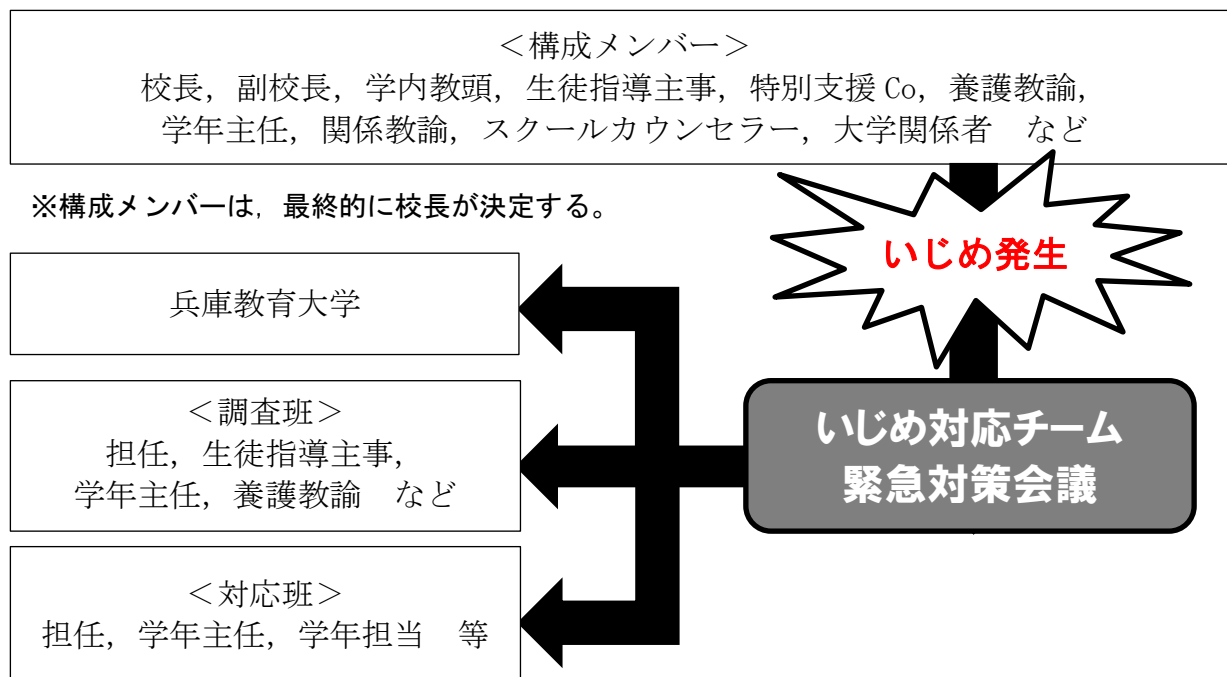 ＜構成メンバー＞
校長，副校長，学内教頭，生徒指導主事，特別支援 Co，養護教諭，
学年主任，関係教諭，スクールカウンセラー，大学関係者　など
※構成メンバーは，最終的に校長が決定する。
いじめ発生
兵庫教育大学
＜調査班＞
担任，生徒指導主事，
学年主任，養護教諭　など
いじめ対応チーム
緊急対策会議
＜対応班＞
担任，学年主任，学年担当　等